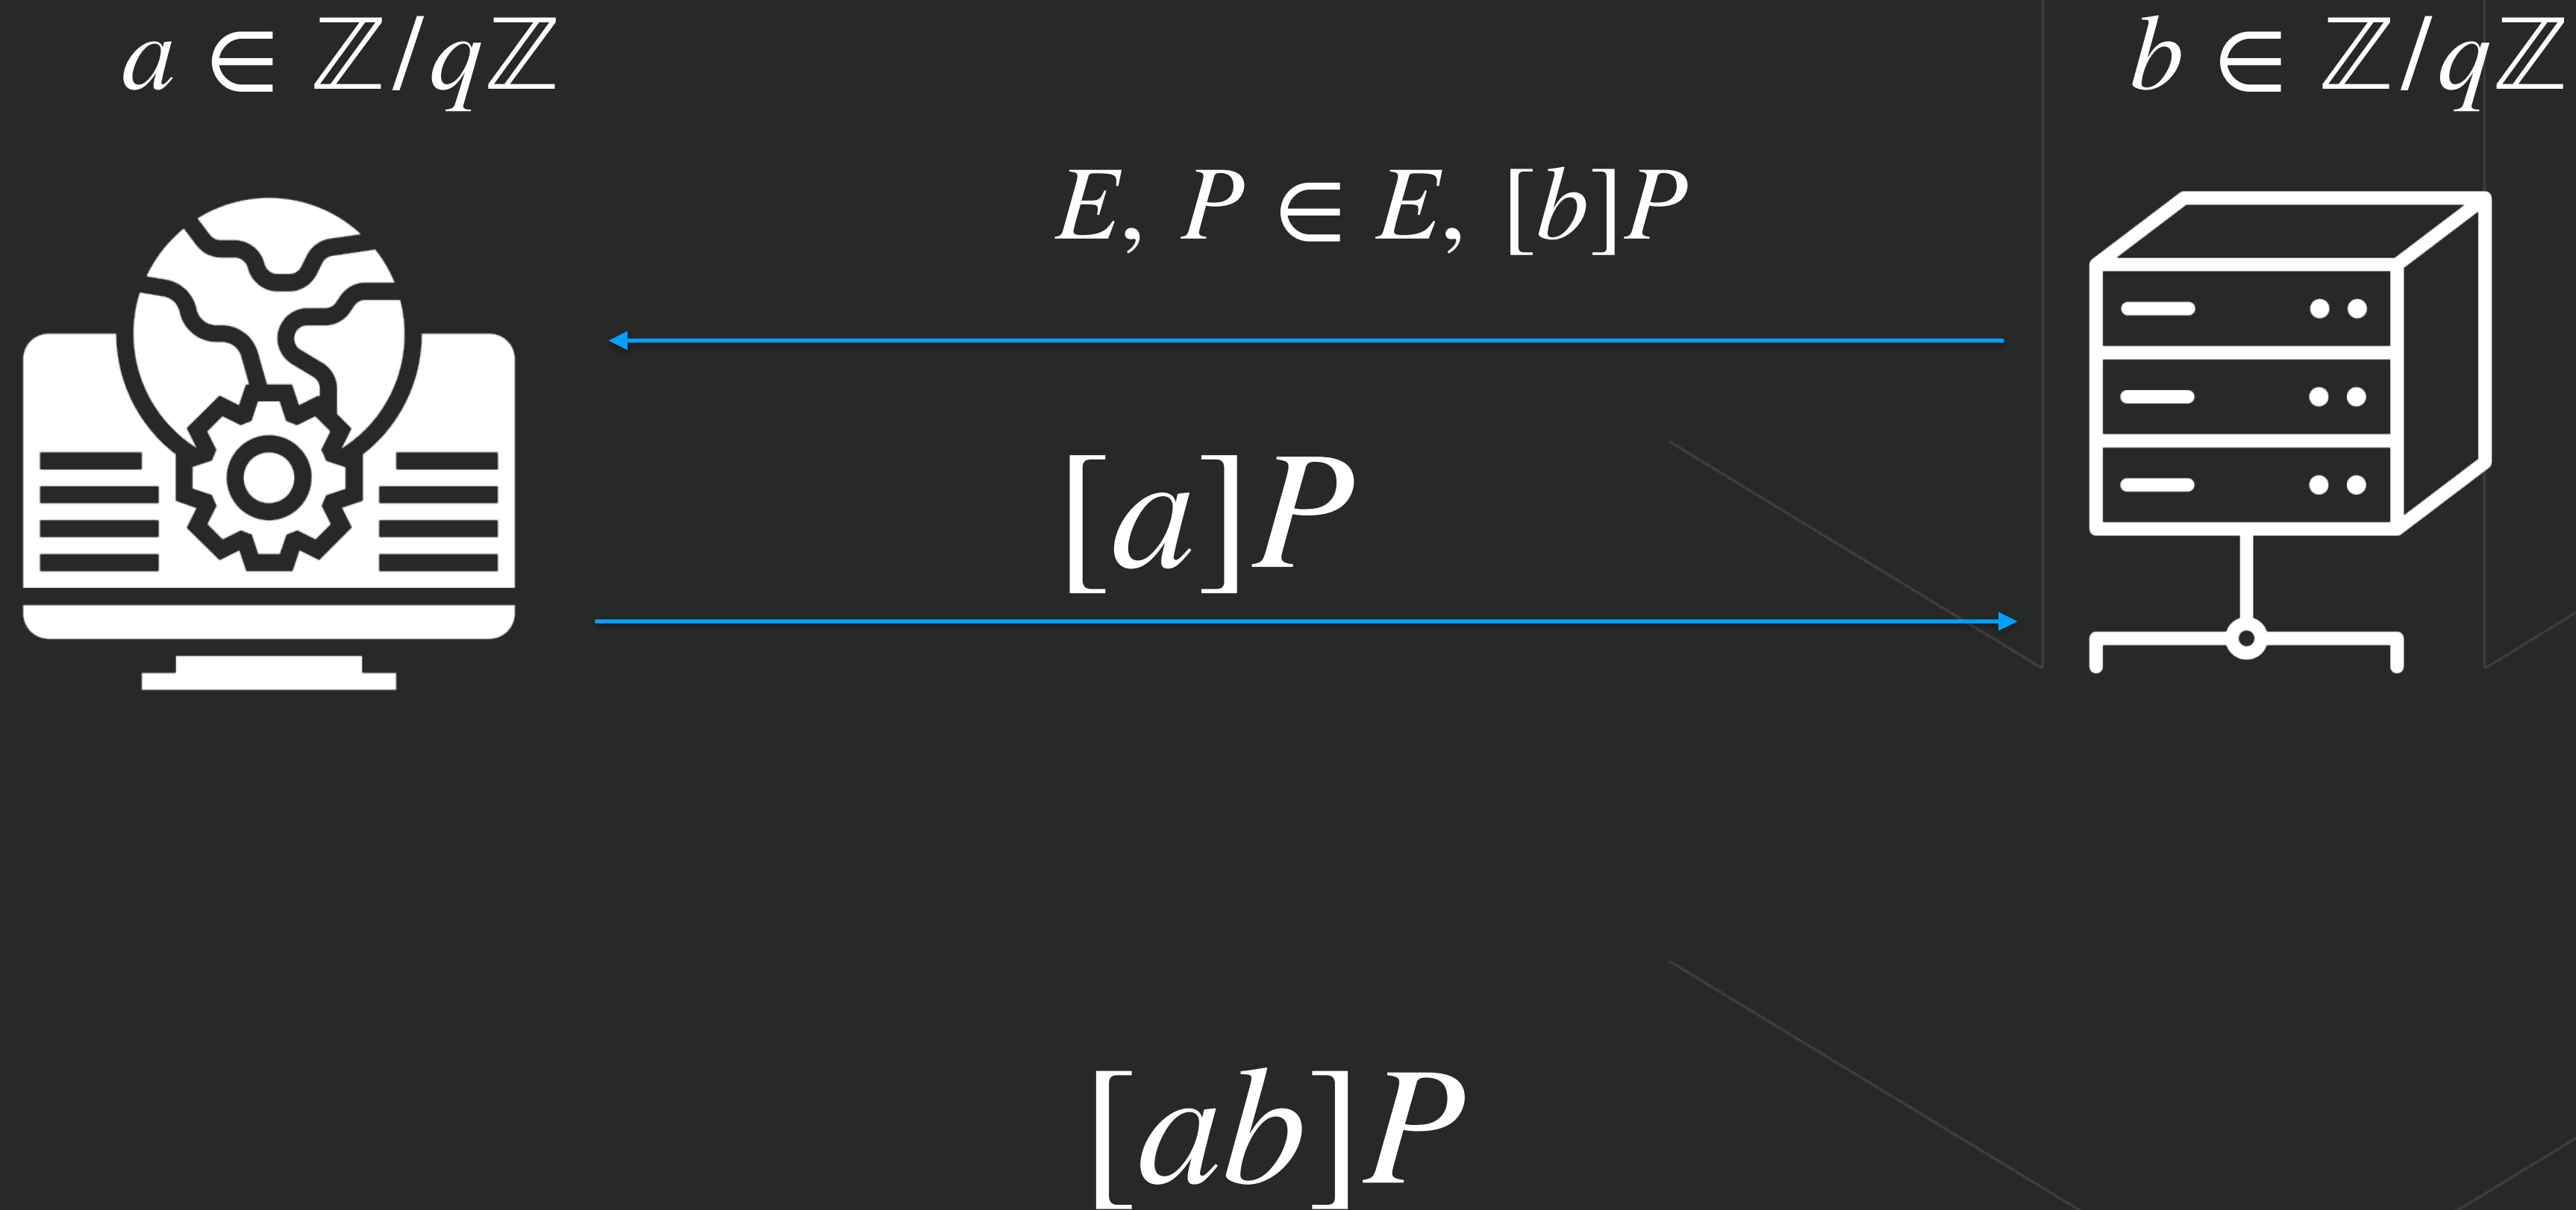 a ∈ ℤ/qℤ
b ∈ ℤ/qℤ
E, P ∈ E, [b]P
[a]P
[ab]P